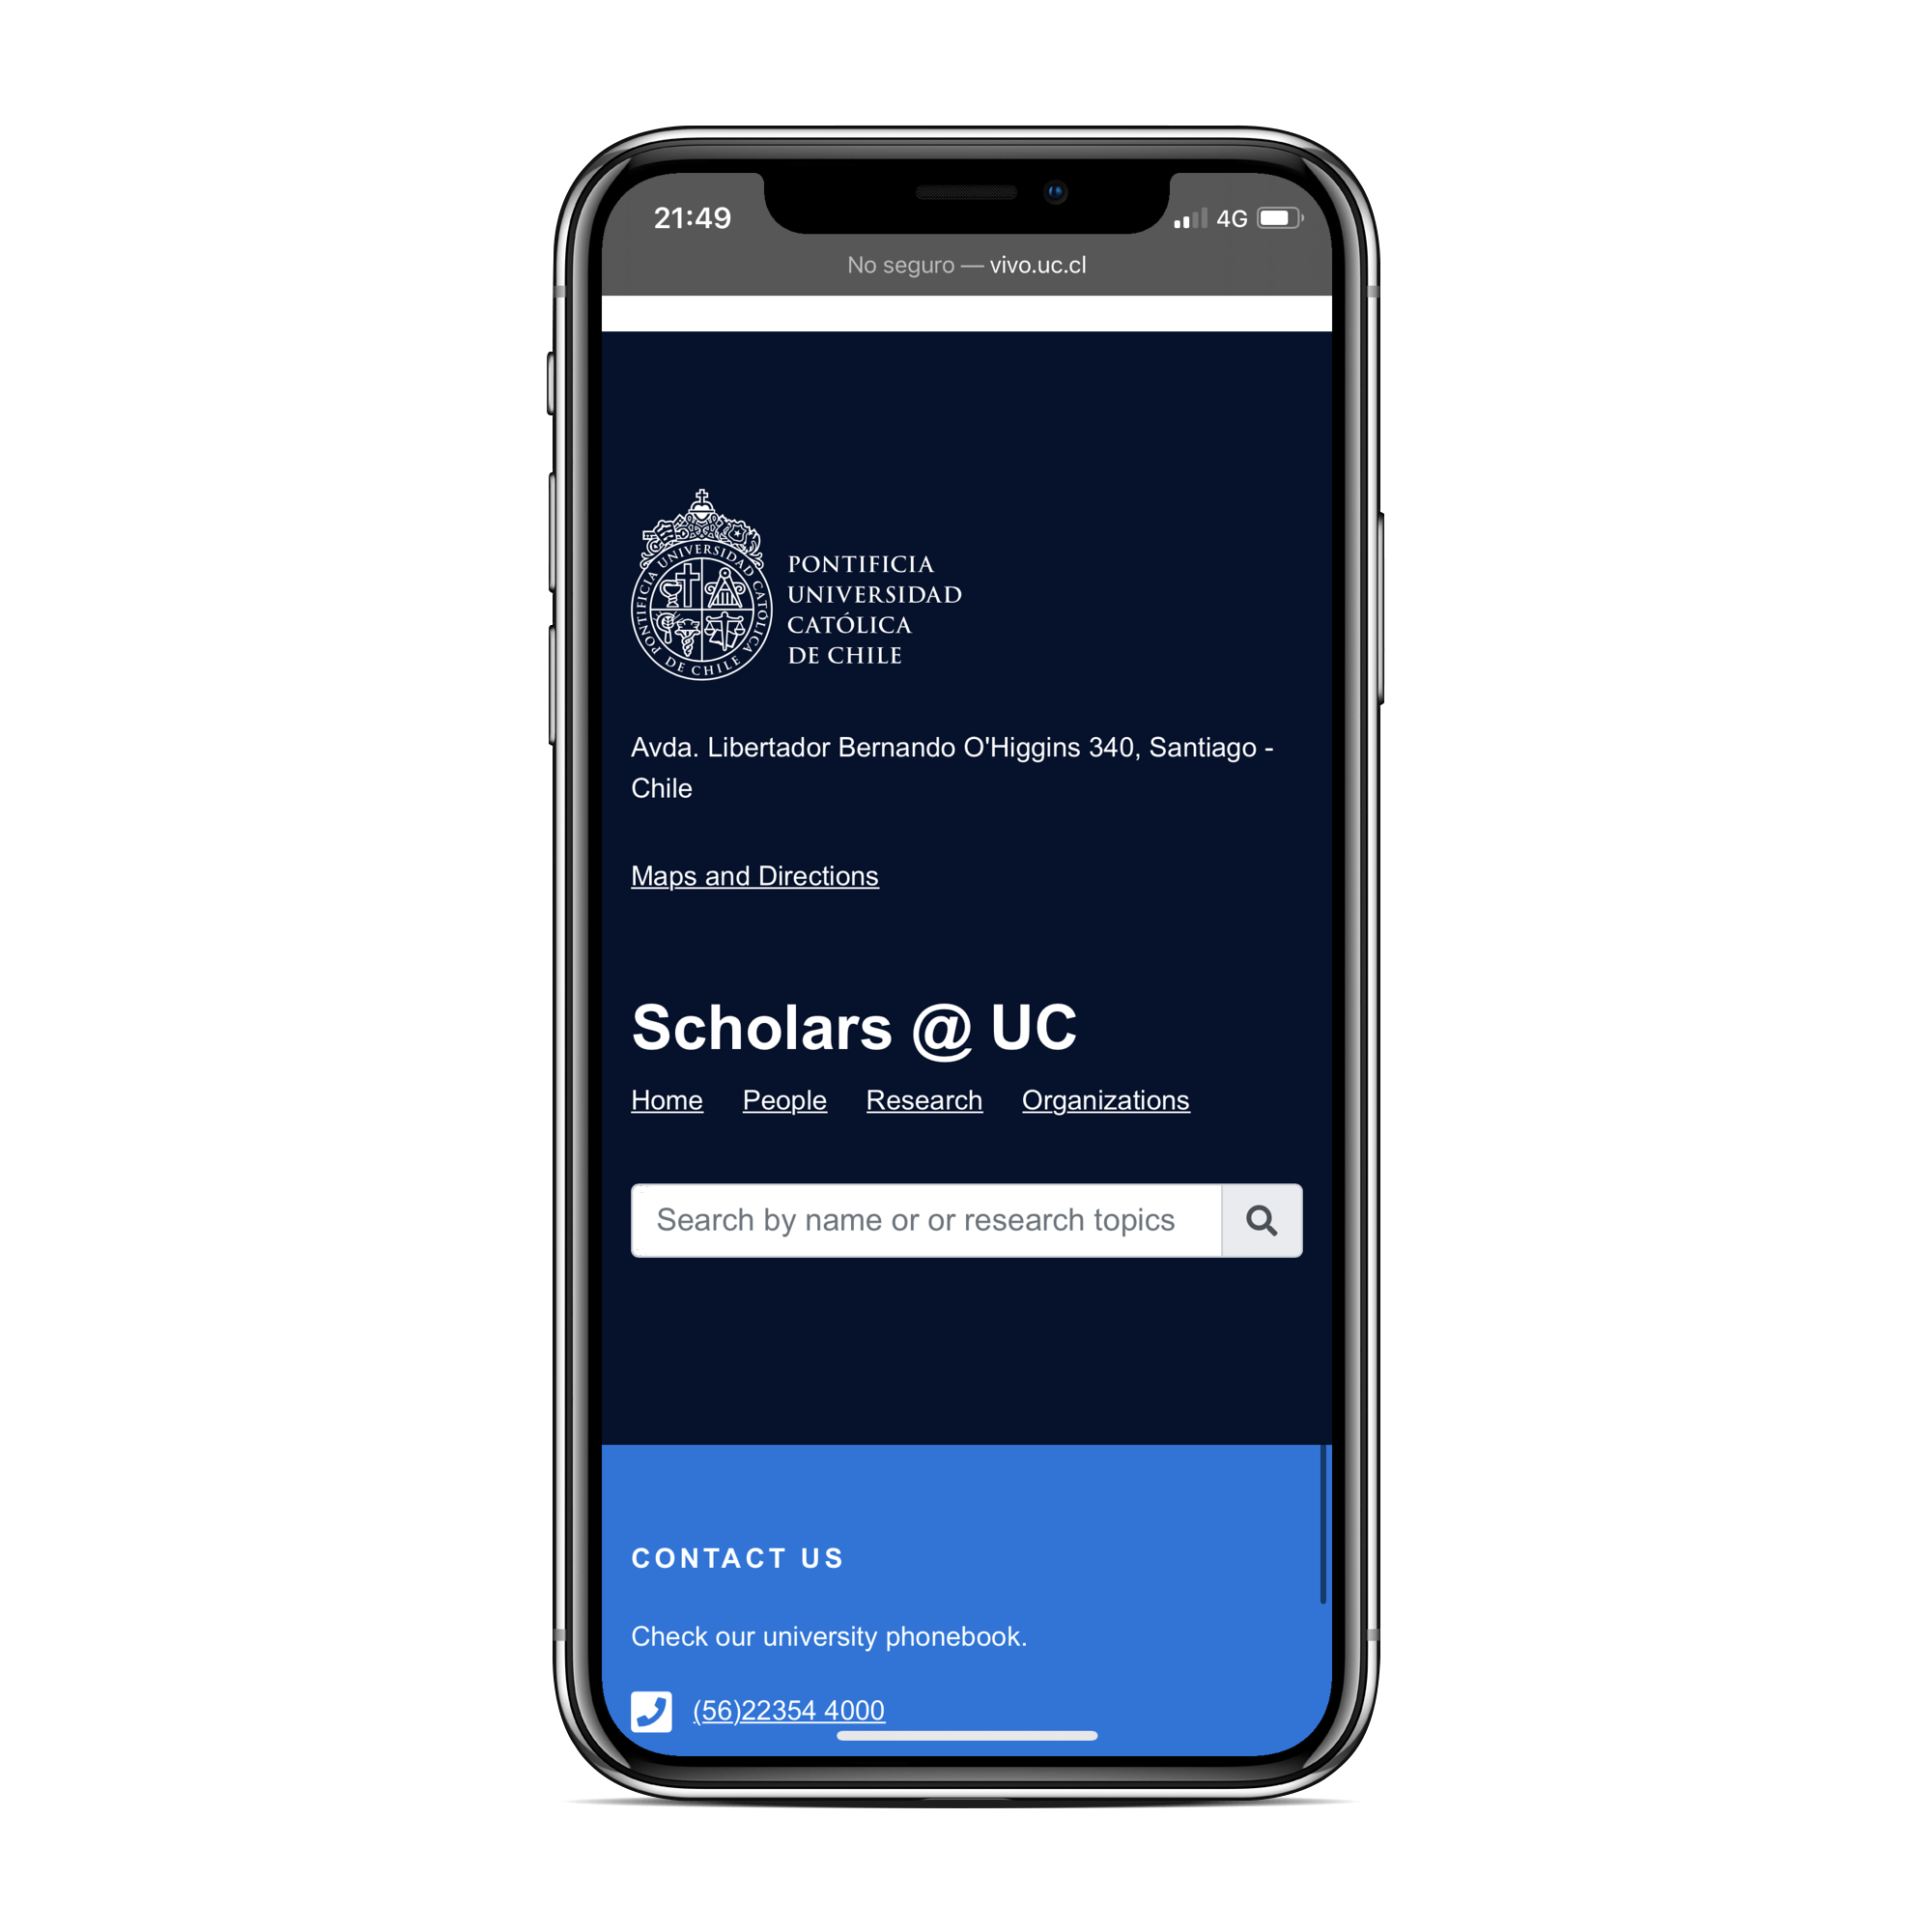 21:49
4G
No seguro — vivo.uc.cl
PONTIFICIA UNIVERSIDAD CATÓLICA DE CHILE
PONTIFICIA
UNIVERSIDAD
CATÓLICA
DE CHILE
Avda. Libertador Bernando O'Higgins 340, Santiago -
Chile
Maps and Directions
Scholars @ UC
Home People Research Organizations
Search by name or or research topics
CONTACT US
Check our university phonebook.
(56)22354 4000